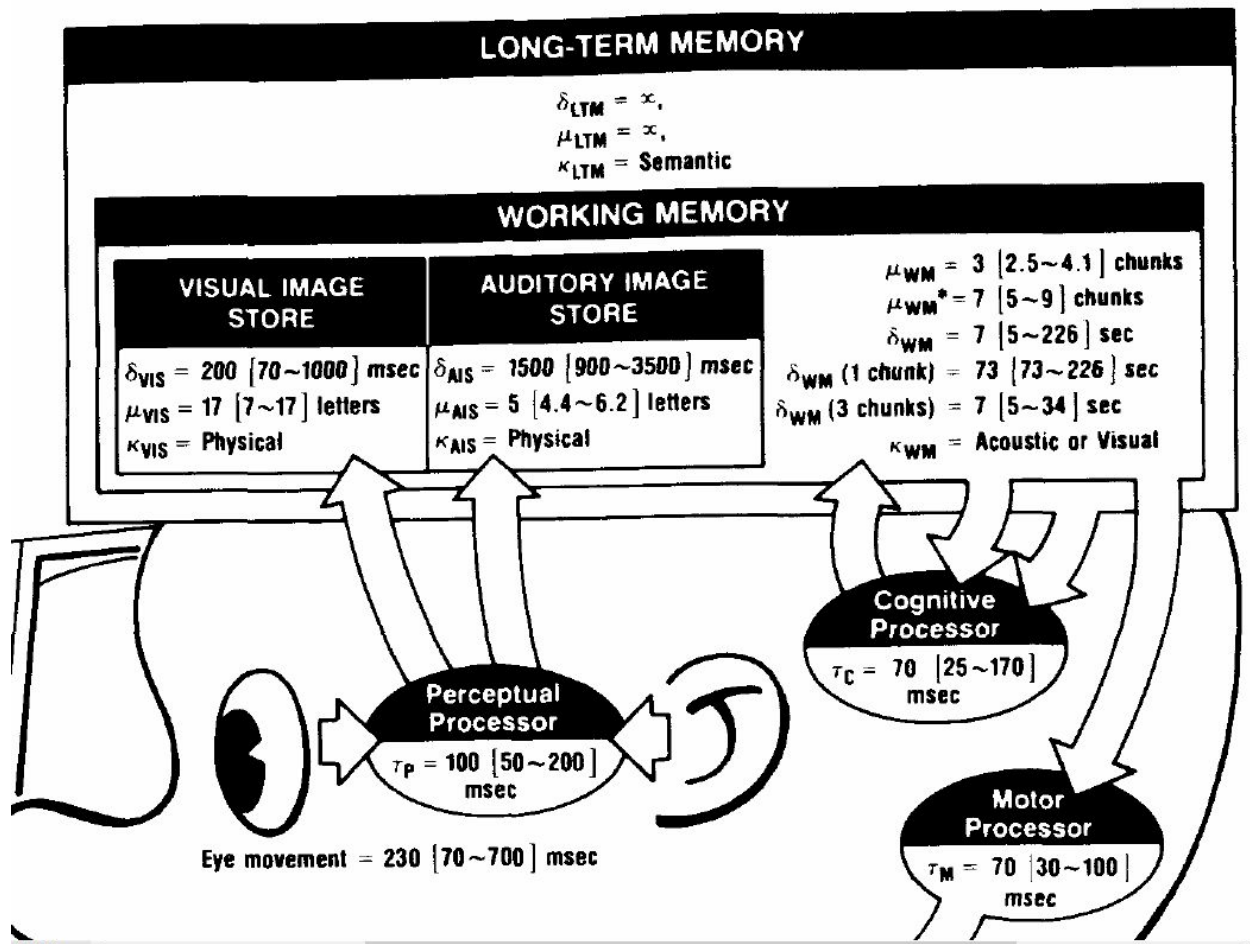 LONG-TERM MEMORY
δLTM = ∝,
μLTM = ∝,
κLTM = Semantic
WORKING MEMORY
VISUAL IMAGE
STORE
δVIS = 200 [70~1000] msec
μVIS = 17 [7~17] letters
κVIS = Physical
AUDITORY IMAGE
STORE
δAIS = 1500 [900~3500] msec
μAIS = 5 [4.4~6.2] letters
κAIS = Physical
μWM = 3 [2.5~4.1] chunks
μWM* = 7 [5~9] chunks
δWM = 7 [5~226] sec
δWM (1 chunk) = 73 [73~226] sec
δWM (3 chunks) = 7 [5~34] sec
κWM = Acoustic or Visual
Cognitive
Processor
τC = 70 [25~170]
msec
Perceptual
Processor
τP = 100 [50~200]
msec
Eye movement = 230 [70~700] msec
Motor
Processor
τM = 70 [30~100]
msec